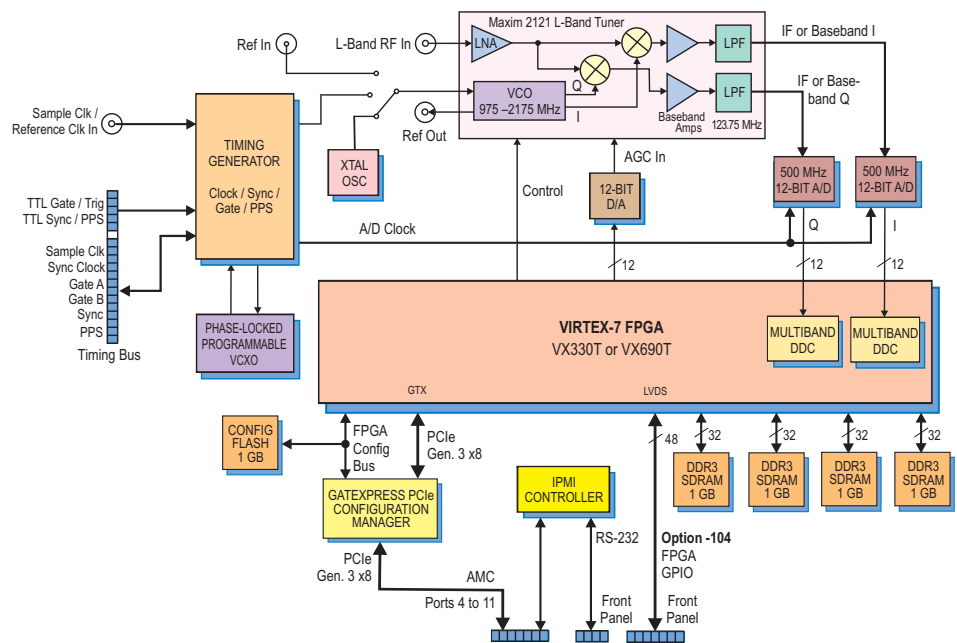 Maxim 2121 L-Band Tuner
Ref In
L-Band RF In
LNA
LPF
IF or Baseband I
IF or Base-
band Q
VCO
975 –2175 MHz
Q
I
LPF
Baseband
Amps
123.75 MHz
Ref Out
Sample Clk /
Reference Clk In
TIMING
GENERATOR
Clock / Sync /
Gate / PPS
XTAL
OSC
Control
AGC In
12-BIT
D/A
500 MHz
12-BIT A/D
500 MHz
12-BIT A/D
TTL Gate / Trig
TTL Sync / PPS
Sample Clk
Sync Clock
Gate A
Gate B
Sync
PPS
Timing Bus
A/D Clock
Q
I
12
12
12
PHASE-LOCKED
PROGRAMMABLE
VCXO
VIRTEX-7 FPGA
VX330T or VX690T
MULTIBAND
DDC
MULTIBAND
DDC
GTX
LVDS
CONFIG
FLASH
1 GB
FPGA
Config
Bus
PCIe
Gen. 3 x8
48
32
32
32
32
DDR3
SDRAM
1 GB
DDR3
SDRAM
1 GB
DDR3
SDRAM
1 GB
DDR3
SDRAM
1 GB
GATEXPRESS PCIe
CONFIGURATION
MANAGER
IPMI
CONTROLLER
RS-232
Option -104
FPGA
GPIO
PCIe
Gen. 3 x8
AMC
Ports 4 to 11
Front
Panel
Front
Panel